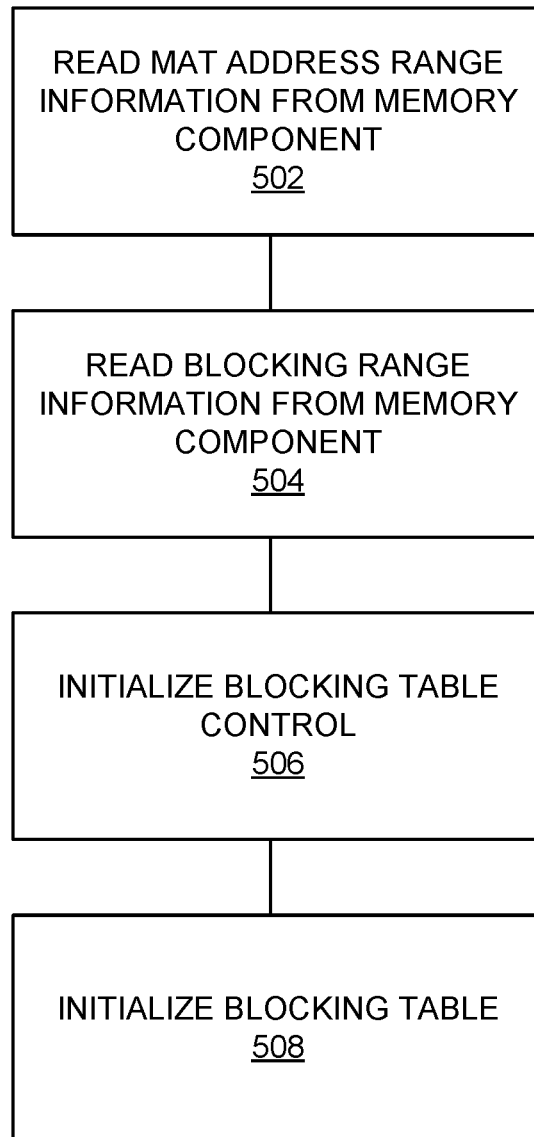 READ MAT ADDRESS RANGE
INFORMATION FROM MEMORY
COMPONENT
502
READ BLOCKING RANGE
INFORMATION FROM MEMORY
COMPONENT
504
INITIALIZE BLOCKING TABLE
CONTROL
506
INITIALIZE BLOCKING TABLE
508